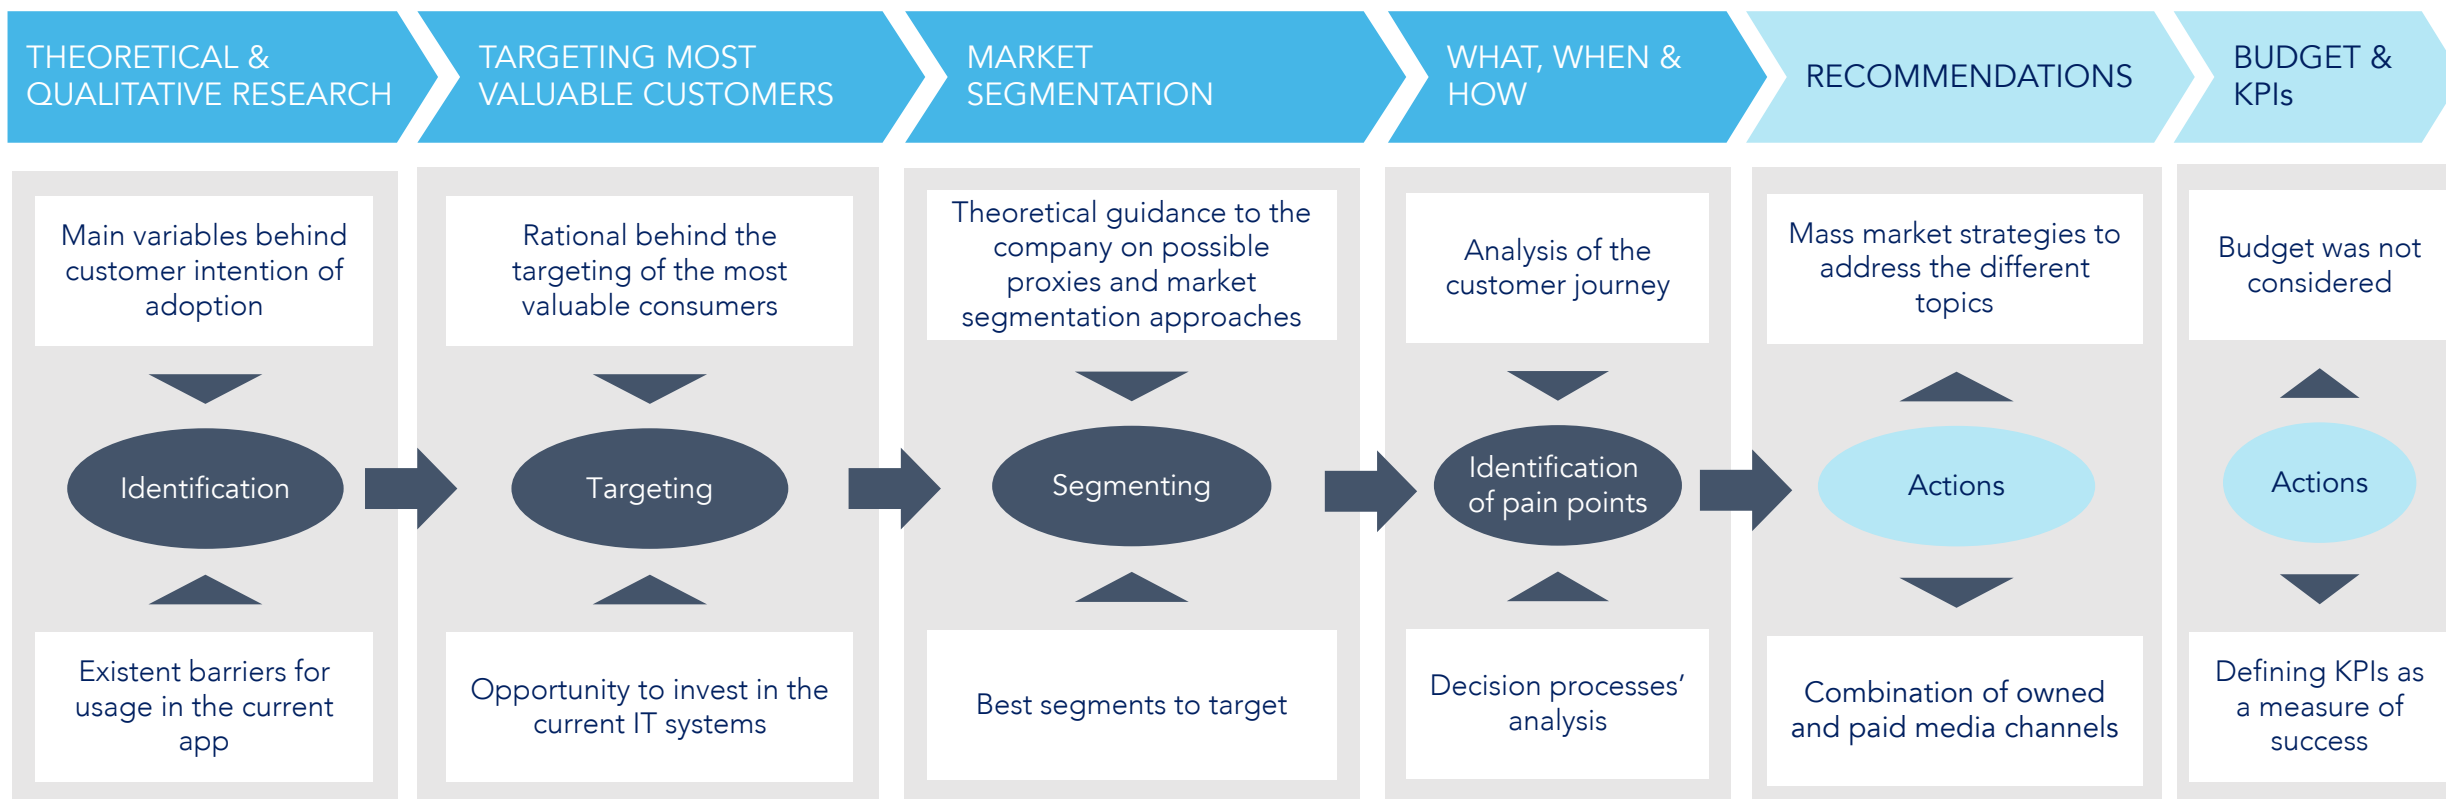 THEORETICAL &
QUALITATIVE RESEARCH
TARGETING MOST
VALUABLE CUSTOMERS
MARKET
SEGMENTATION
WHAT, WHEN &
HOW
RECOMMENDATIONS
BUDGET &
KPIs
Main variables behind
customer intention of
adoption
Rational behind the
targeting of the most
valuable consumers
Theoretical guidance to the
company on possible
proxies and market
segmentation approaches
Analysis of the
customer journey
Mass market strategies to
address the different
topics
Budget was not
considered
Identification
Targeting
Segmenting
Identification
of pain points
Actions
Actions
Existent barriers for
usage in the current
app
Opportunity to invest in the
current IT systems
Best segments to target
Decision processes’
analysis
Combination of owned
and paid media channels
Defining KPIs as
a measure of
success